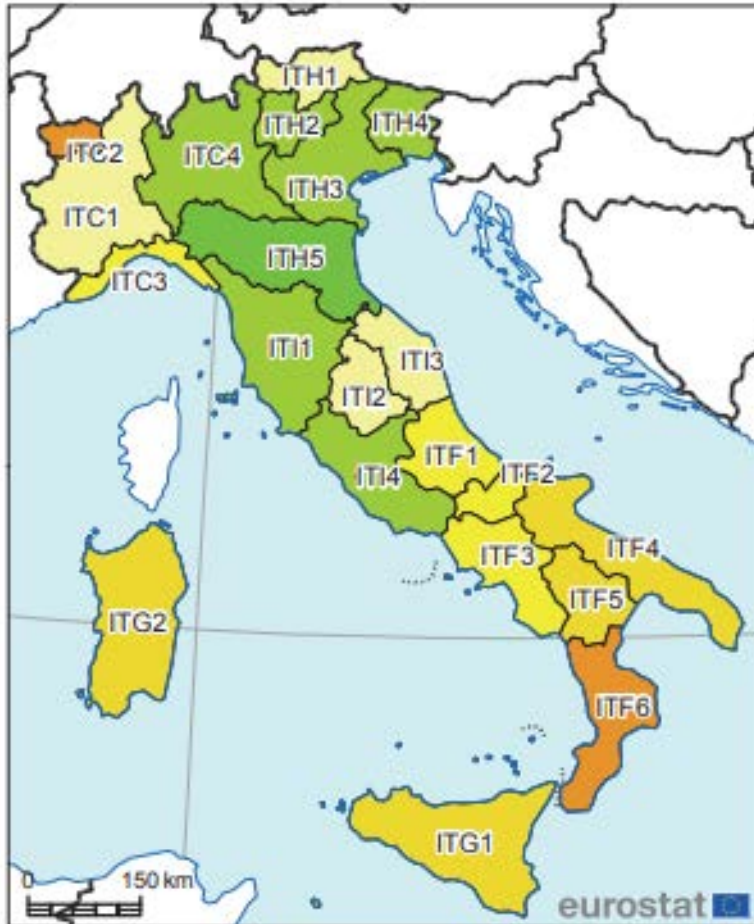 ITH1
ITH2
ITH4
ITC2
ITC4
ITH3
ITC1
ITH5
ITC3
ITI1
ITI3
ITI2
ITF1
ITF2
ITI4
ITF3
ITF4
ITF5
ITG2
ITF6
ITG1
0 150 km
eurostat